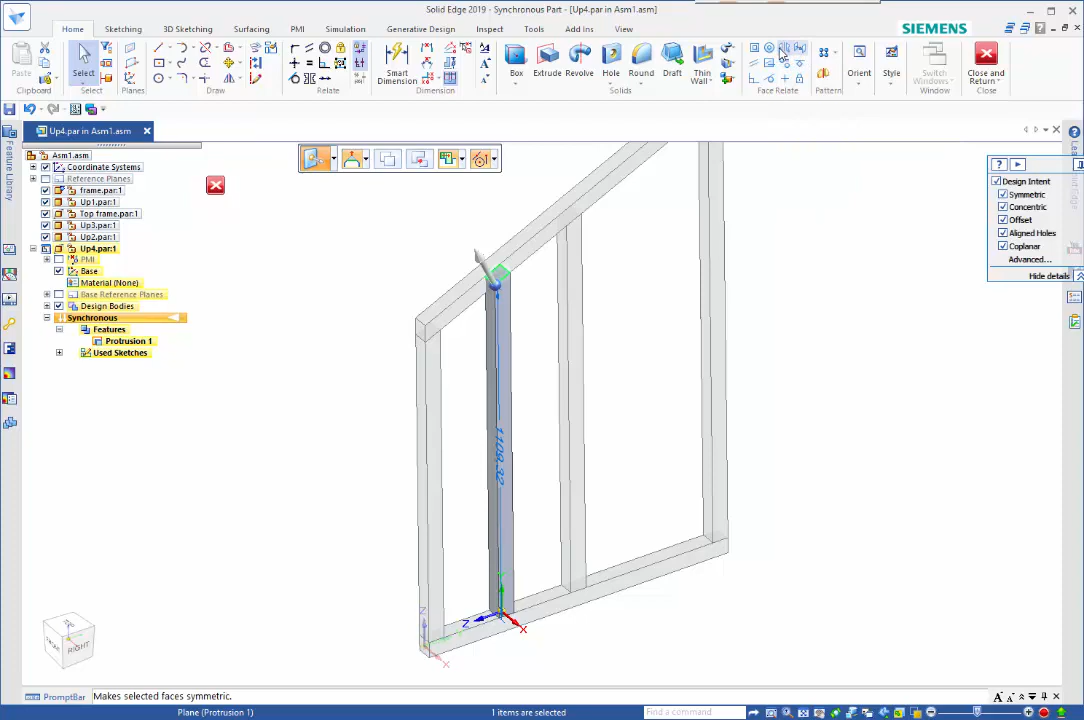 Solid Edge 2019 - Synchronous Part - [Up4.par in Asm1.asm]
Home Sketching 3D Sketching Surfacing PMI Simulation Generative Design Inspect Tools Add Ins View SIEMENS
Paste Select Smart Dimension Box Extrude Revolve Hole Round Draft Thin Wall Orient Style Switch Windows Close and Return
Clipboard Select Planes Draw Relate Dimension Solids Face Relate Pattern Window Close
Up4.par in Asm1.asm
Feature Library
Asm1.asm
Coordinate Systems
Reference Planes
frame.par:1
Up1.par:1
Top frame.par:1
Up3.par:1
Up2.par:1
Up4.par:1
PMI
Base
Material (None)
Base Reference Planes
Design Bodies
Synchronous
Features
Protrusion 1
Used Sketches
Design Intent
Symmetric
Concentric
Offset
Aligned Holes
Coplanar
Advanced...
Hide details
1109.32
Y
Z
X
Z
X
TOP
FRONT
RIGHT
PromptBar Makes selected faces symmetric.
Plane (Protrusion 1) 1 items are selected Find a command